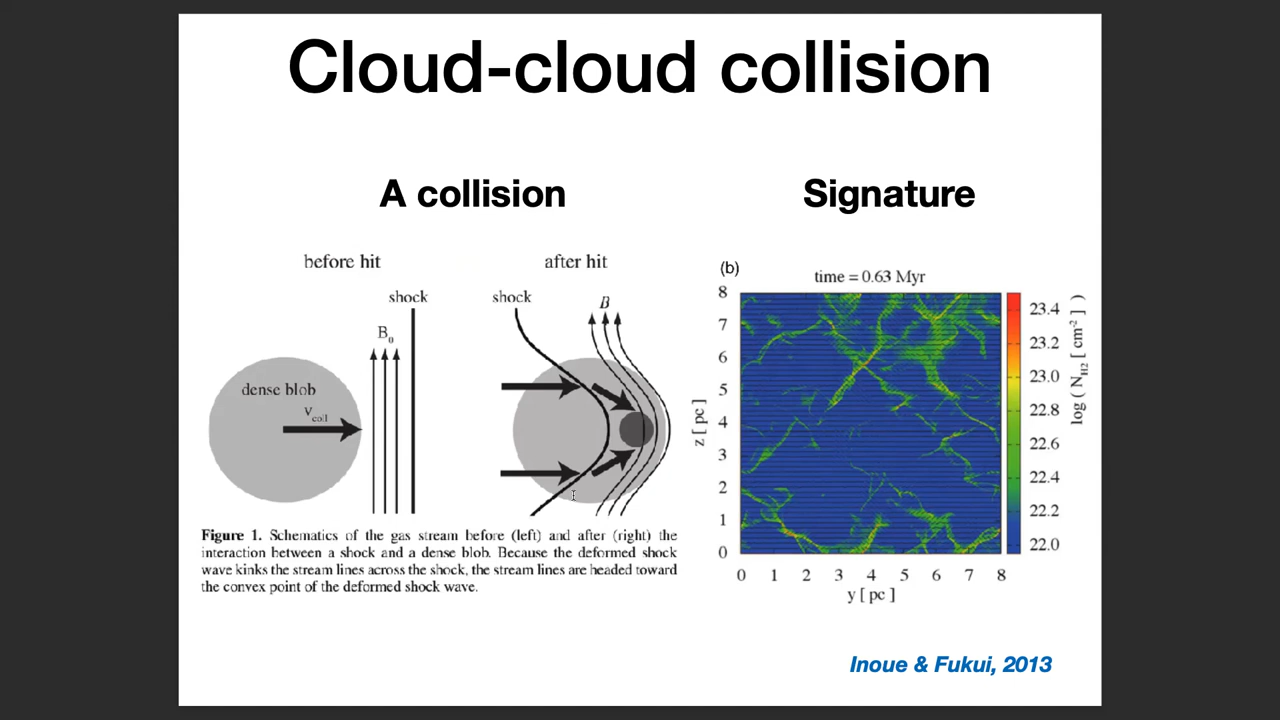 Cloud-cloud collision
A collision
Signature
before hit
after hit
shock
B0
dense blob
vcoll
shock
B
Figure 1. Schematics of the gas stream before (left) and after (right) the
interaction between a shock and a dense blob. Because the deformed shock
wave kinks the stream lines across the shock, the stream lines are headed toward
the convex point of the deformed shock wave.
(b)
time = 0.63 Myr
8
7
6
5
4
3
2
1
0
z [ pc ]
0 1 2 3 4 5 6 7 8
y [ pc ]
23.4
23.2
23.0
22.8
22.6
22.4
22.2
22.0
log ( NH2 [ cm-2 ] )
Inoue & Fukui, 2013